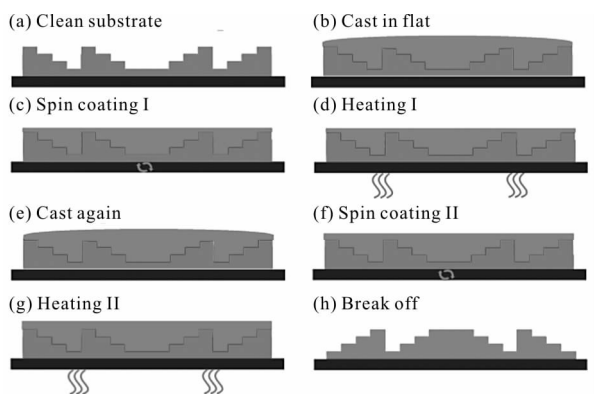 (a) Clean substrate
(b) Cast in flat
(c) Spin coating I
(d) Heating I
(e) Cast again
(f) Spin coating II
(g) Heating II
(h) Break off